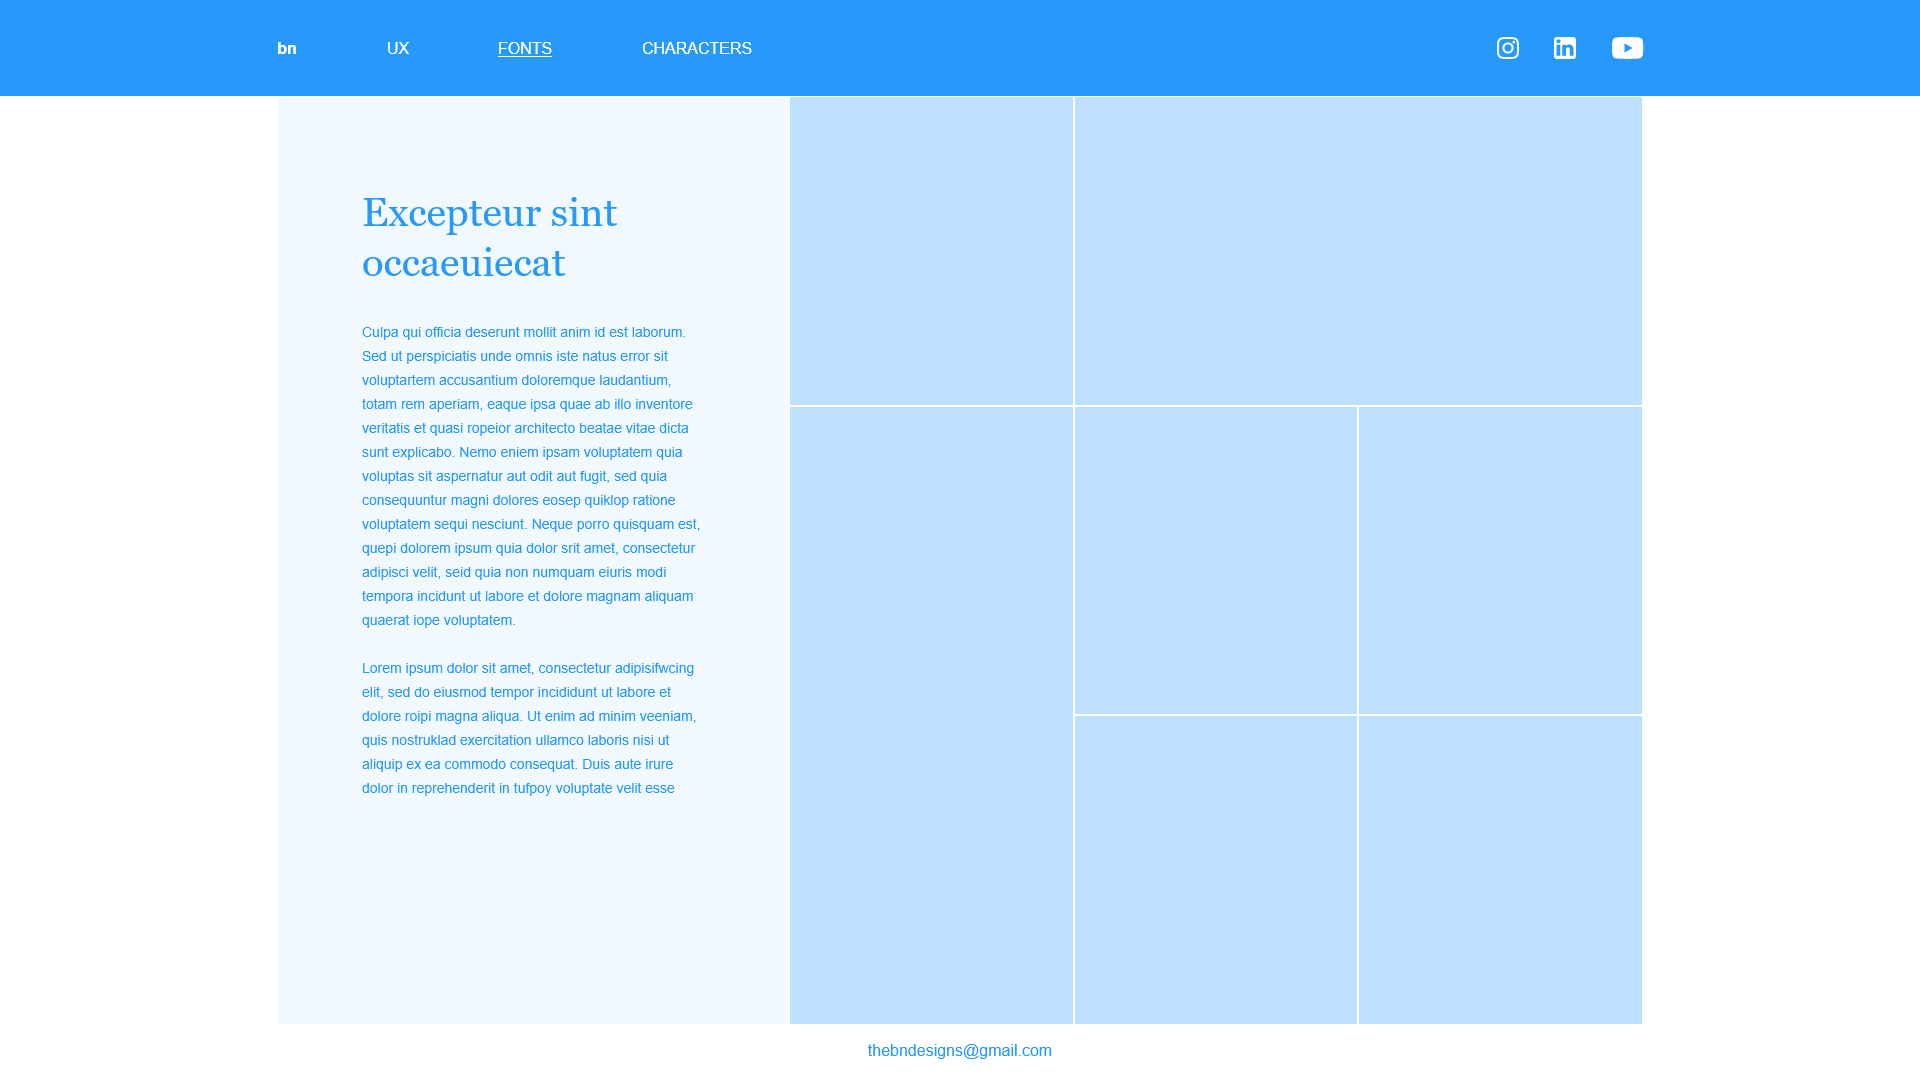 bn
UX
FONTS
CHARACTERS
Excepteur sint
occaeuiecat
Culpa qui officia deserunt mollit anim id est laborum.
Sed ut perspiciatis unde omnis iste natus error sit
voluptartem accusantium doloremque laudantium,
totam rem aperiam, eaque ipsa quae ab illo inventore
veritatis et quasi ropeior architecto beatae vitae dicta
sunt explicabo. Nemo eniem ipsam voluptatem quia
voluptas sit aspernatur aut odit aut fugit, sed quia
consequuntur magni dolores eosep quiklop ratione
voluptatem sequi nesciunt. Neque porro quisquam est,
quepi dolorem ipsum quia dolor srit amet, consectetur
adipisci velit, seid quia non numquam eiuris modi
tempora incidunt ut labore et dolore magnam aliquam
quaerat iope voluptatem.
Lorem ipsum dolor sit amet, consectetur adipisifwcing
elit, sed do eiusmod tempor incididunt ut labore et
dolore roipi magna aliqua. Ut enim ad minim veeniam,
quis nostruklad exercitation ullamco laboris nisi ut
aliquip ex ea commodo consequat. Duis aute irure
dolor in reprehenderit in tufpoy voluptate velit esse
thebndesigns@gmail.com